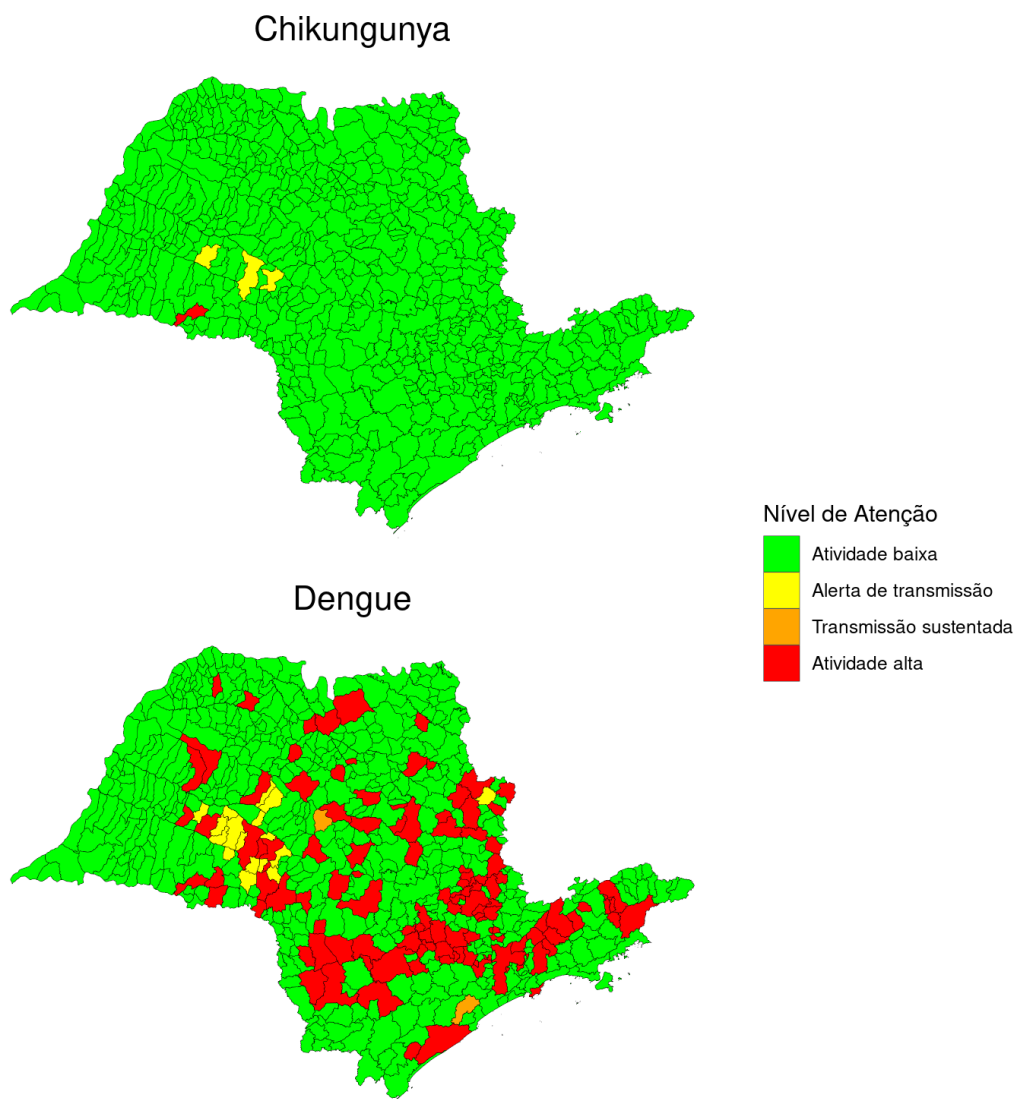 Chikungunya
Nível de Atenção
Atividade baixa
Alerta de transmissão
Transmissão sustentada
Atividade alta
Dengue